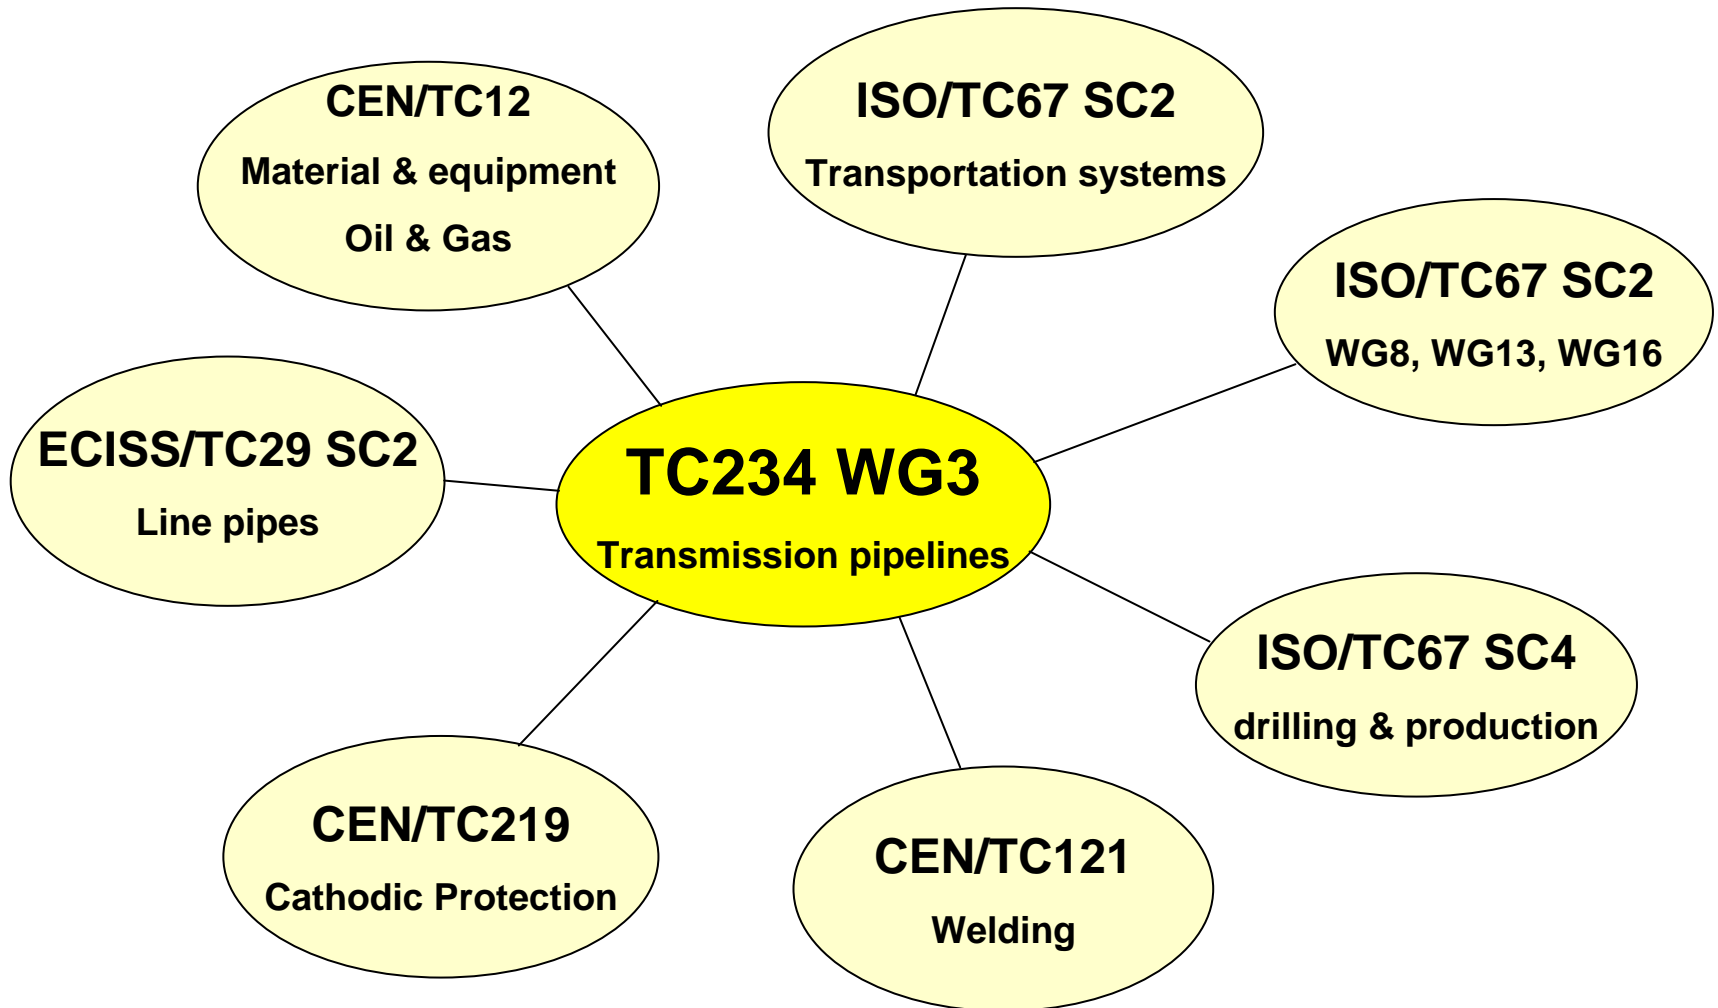 CEN/TC12
Material & equipment
Oil & Gas
ISO/TC67 SC2
Transportation systems
ISO/TC67 SC2
WG8, WG13, WG16
ECISS/TC29 SC2
Line pipes
TC234 WG3
Transmission pipelines
ISO/TC67 SC4
drilling & production
CEN/TC219
Cathodic Protection
CEN/TC121
Welding